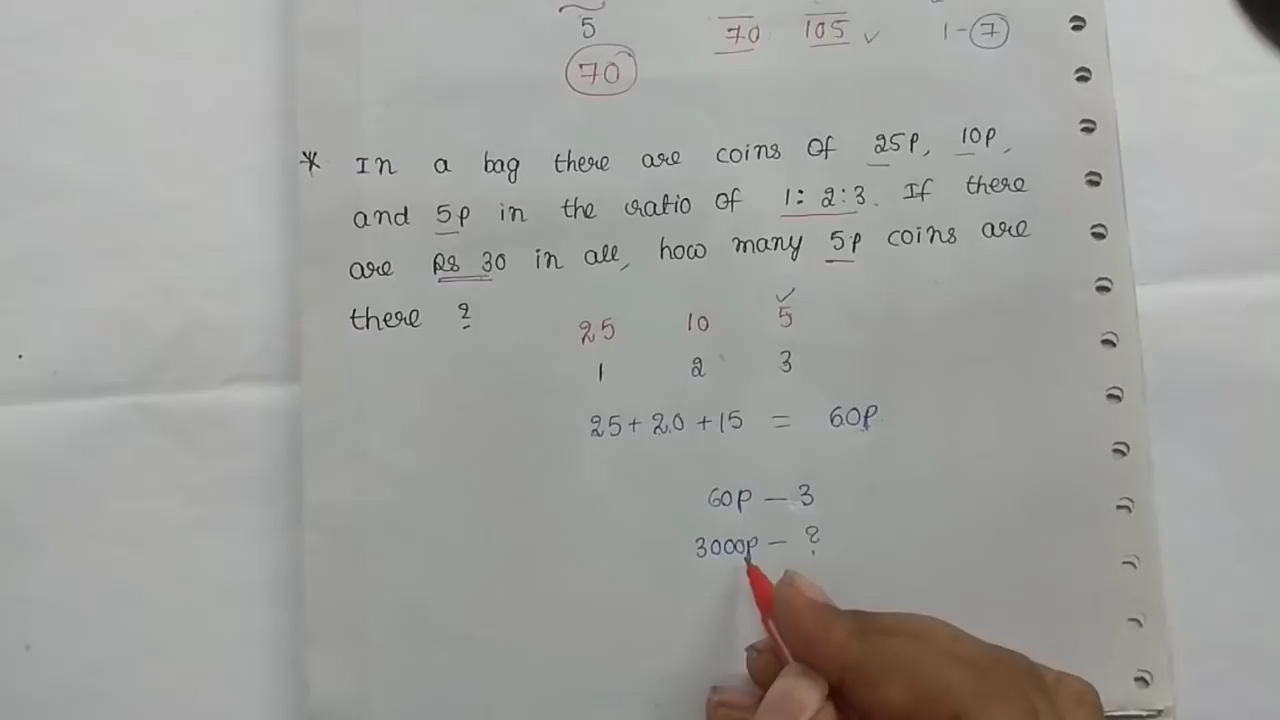 5
70 105 ✓ 1-7
70
* In a bag there are coins of 25p, 10p,
and 5p in the ratio of 1:2:3. If there
are Rs 30 in all, how many 5p coins are
there ?
✓
25 10 5
1 2 3
25+20+15 = 60p
60p — 3
3000p — ?